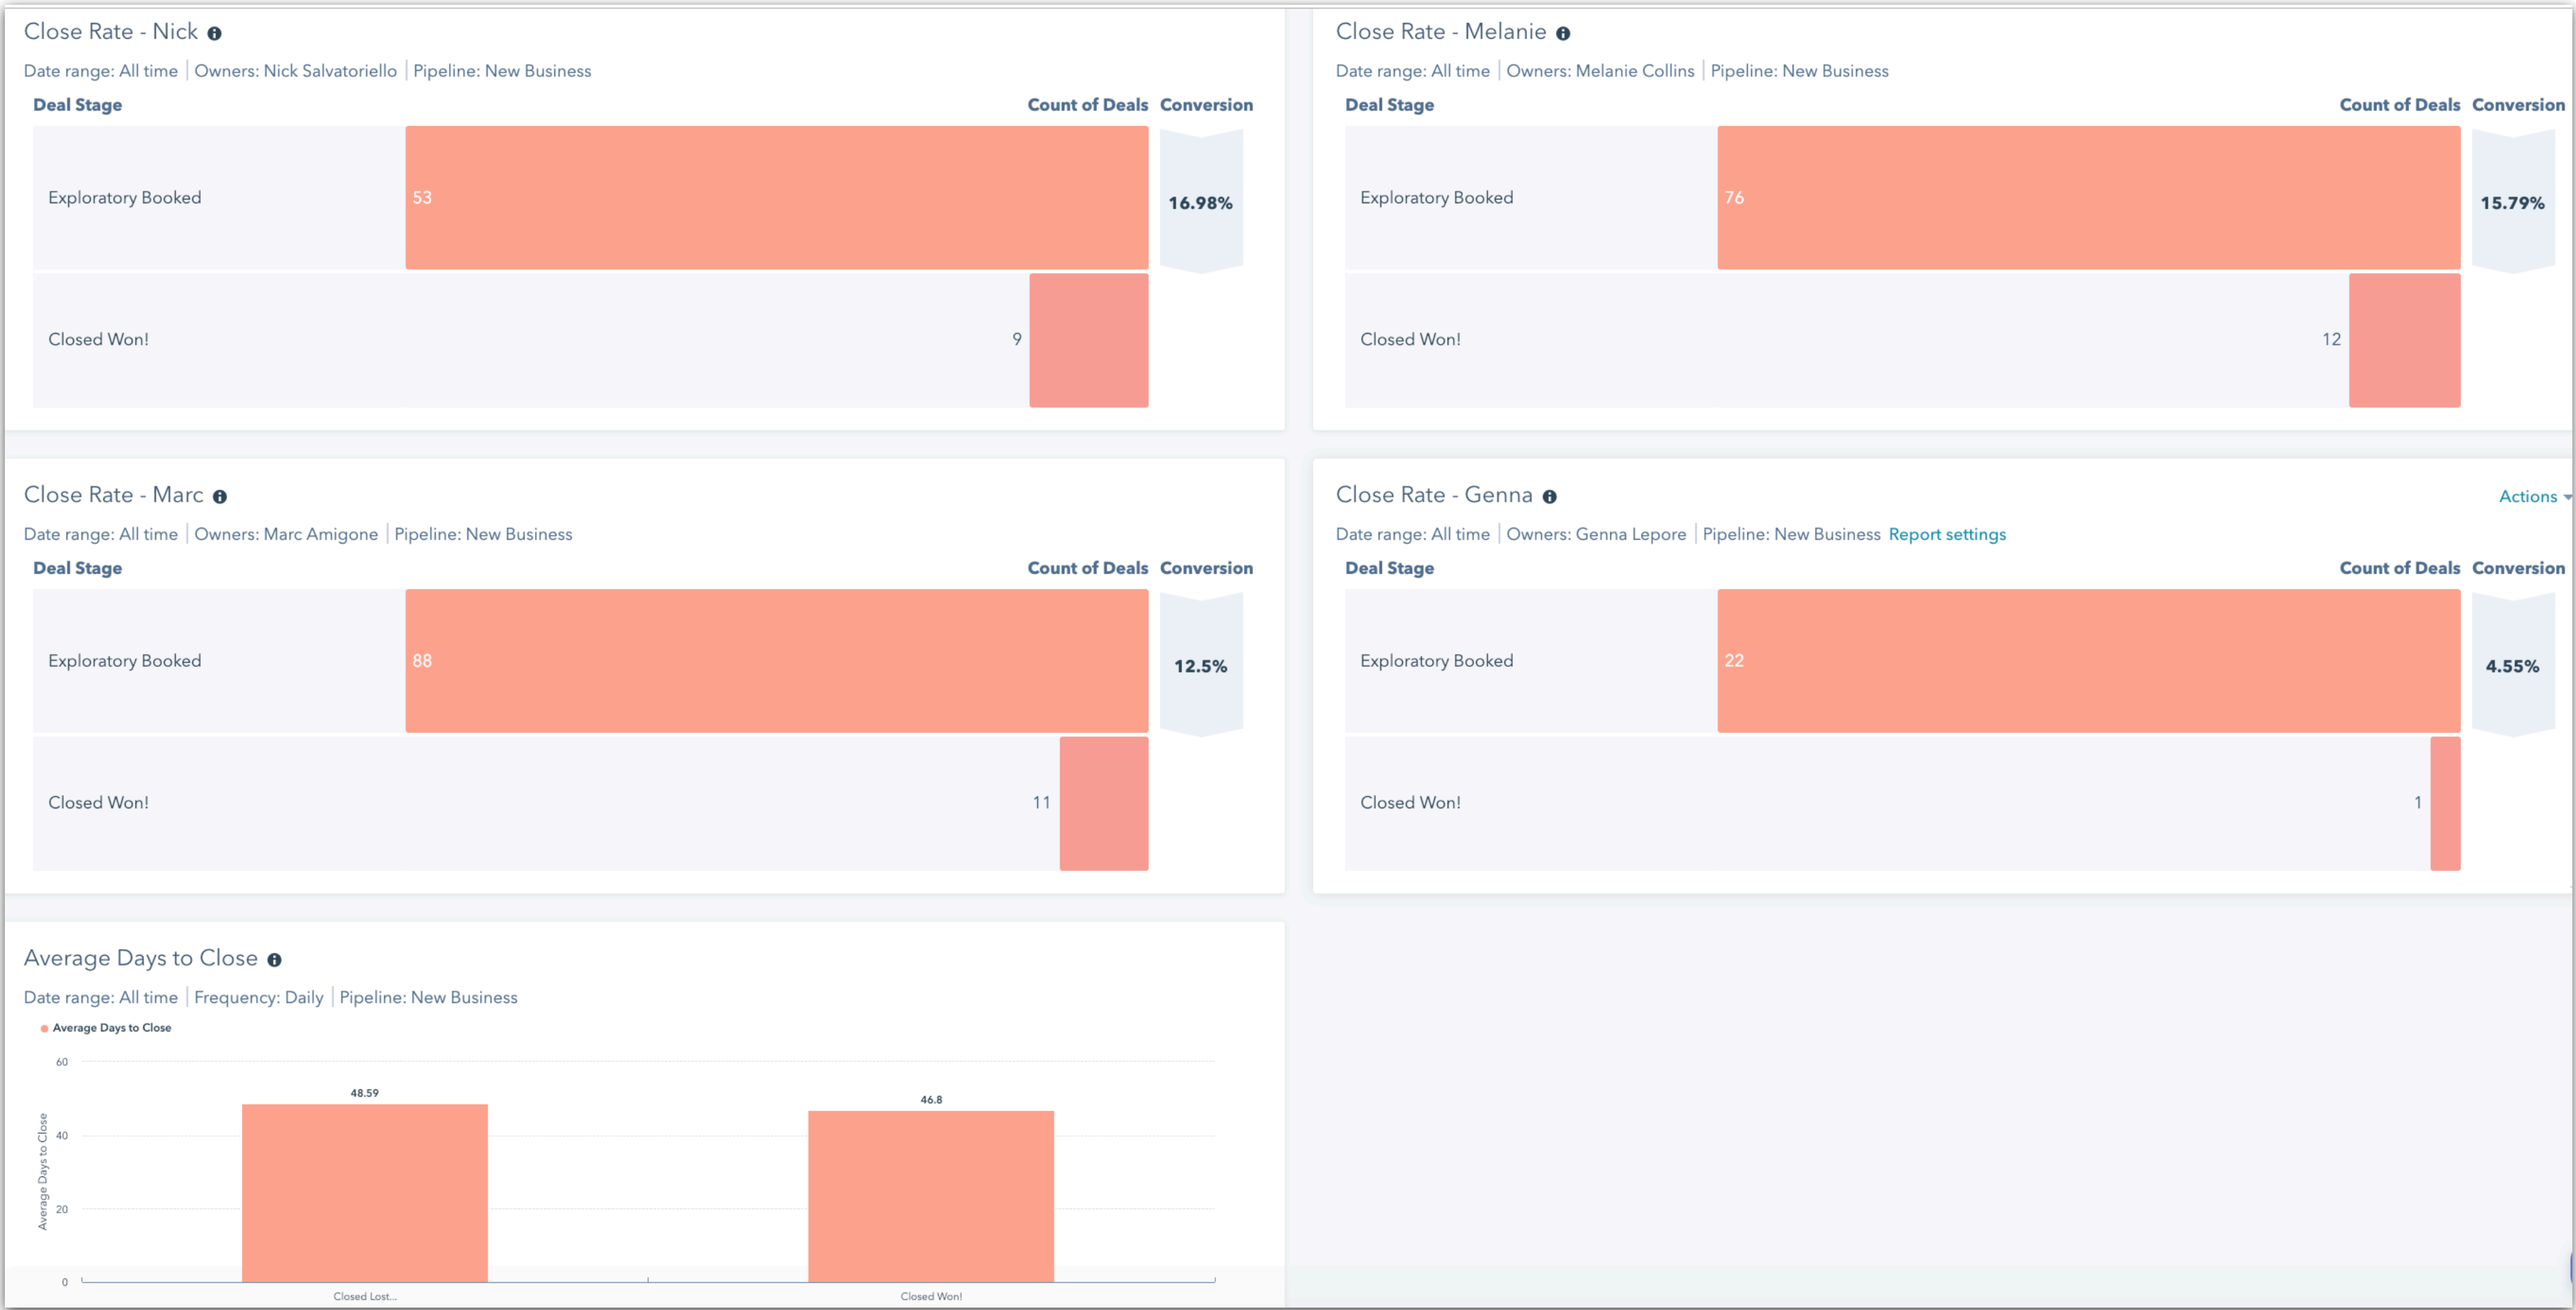 Close Rate - Nick
Date range: All time | Owners: Nick Salvatoriello | Pipeline: New Business
Deal Stage Count of Deals Conversion
Exploratory Booked 53 16.98%
Closed Won! 9
Close Rate - Melanie
Date range: All time | Owners: Melanie Collins | Pipeline: New Business
Deal Stage Count of Deals Conversion
Exploratory Booked 76 15.79%
Closed Won! 12
Close Rate - Marc
Date range: All time | Owners: Marc Amigone | Pipeline: New Business
Deal Stage Count of Deals Conversion
Exploratory Booked 88 12.5%
Closed Won! 11
Close Rate - Genna
Actions
Date range: All time | Owners: Genna Lepore | Pipeline: New Business Report settings
Deal Stage Count of Deals Conversion
Exploratory Booked 22 4.55%
Closed Won! 1
Average Days to Close
Date range: All time | Frequency: Daily | Pipeline: New Business
Average Days to Close
60
48.59 46.8
40
20
0
Average Days to Close
Closed Lost... Closed Won!